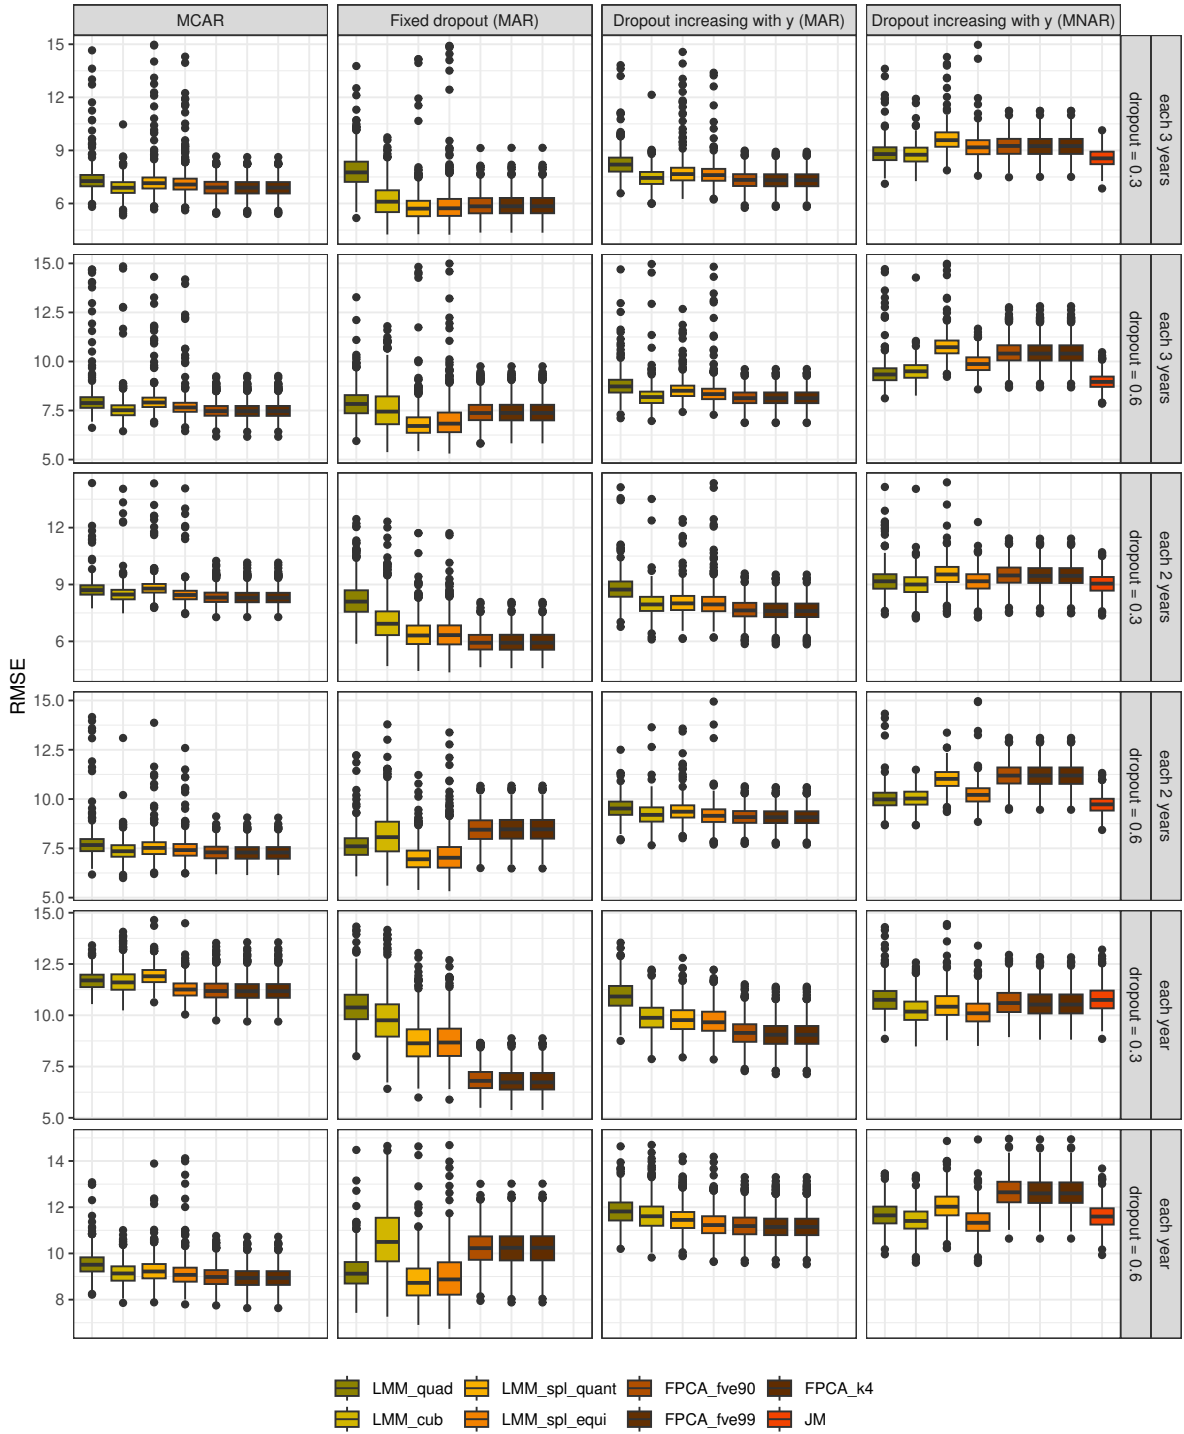 MCAR
Fixed dropout (MAR)
Dropout increasing with y (MAR)
Dropout increasing with y (MNAR)
RMSE
15
12
9
6
dropout = 0.3
each 3 years
15.0
12.5
10.0
7.5
5.0
dropout = 0.6
each 3 years
12
9
6
dropout = 0.3
each 2 years
15.0
12.5
10.0
7.5
5.0
dropout = 0.6
each 2 years
15.0
12.5
10.0
7.5
5.0
dropout = 0.3
each year
14
12
10
8
dropout = 0.6
each year
LMM_quad
LMM_spl_quant
FPCA_fve90
FPCA_k4
LMM_cub
LMM_spl_equi
FPCA_fve99
JM